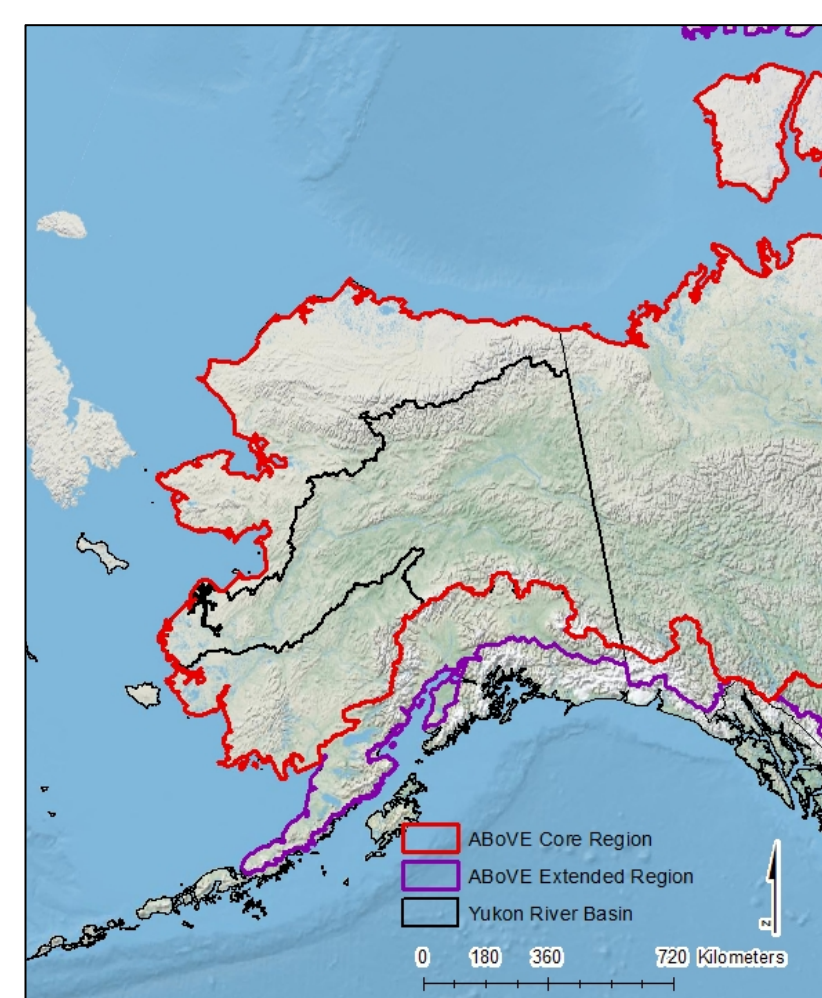 ABoVE Core Region
ABoVE Extended Region
Yukon River Basin
N
0 180 360 720 Kilometers